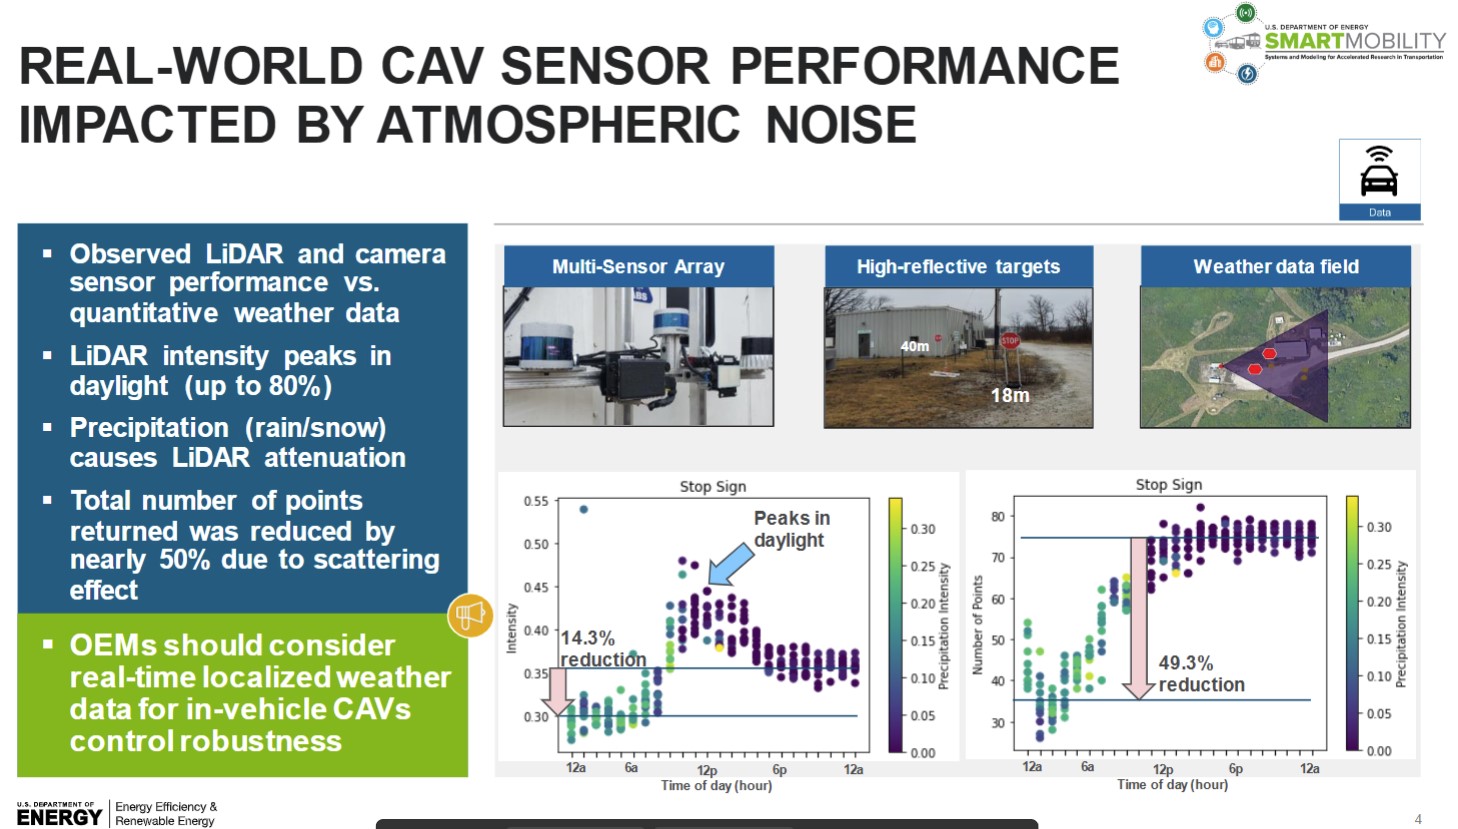 U.S. DEPARTMENT OF ENERGY
SMARTMOBILITY
Systems and Modeling for Accelerated Research in Transportation
REAL-WORLD CAV SENSOR PERFORMANCE
IMPACTED BY ATMOSPHERIC NOISE
Data
▪ Observed LiDAR and camera
sensor performance vs.
quantitative weather data
▪ LiDAR intensity peaks in
daylight (up to 80%)
▪ Precipitation (rain/snow)
causes LiDAR attenuation
▪ Total number of points
returned was reduced by
nearly 50% due to scattering
effect
▪ OEMs should consider
real-time localized weather
data for in-vehicle CAVs
control robustness
Multi-Sensor Array
High-reflective targets
40m
STOP
18m
Weather data field
Stop Sign
Intensity
0.55
0.50
0.45
0.40
0.35
0.30
Peaks in
daylight
14.3%
reduction
12a 6a 12p 6p 12a
Time of day (hour)
0.30
0.25
0.20
0.15
0.10
0.05
0.00
Precipitation Intensity
Stop Sign
Number of Points
80
70
60
50
40
30
49.3%
reduction
12a 6a 12p 6p 12a
Time of day (hour)
0.30
0.25
0.20
0.15
0.10
0.05
0.00
Precipitation Intensity
U.S. DEPARTMENT OF
ENERGY
Energy Efficiency &
Renewable Energy
4